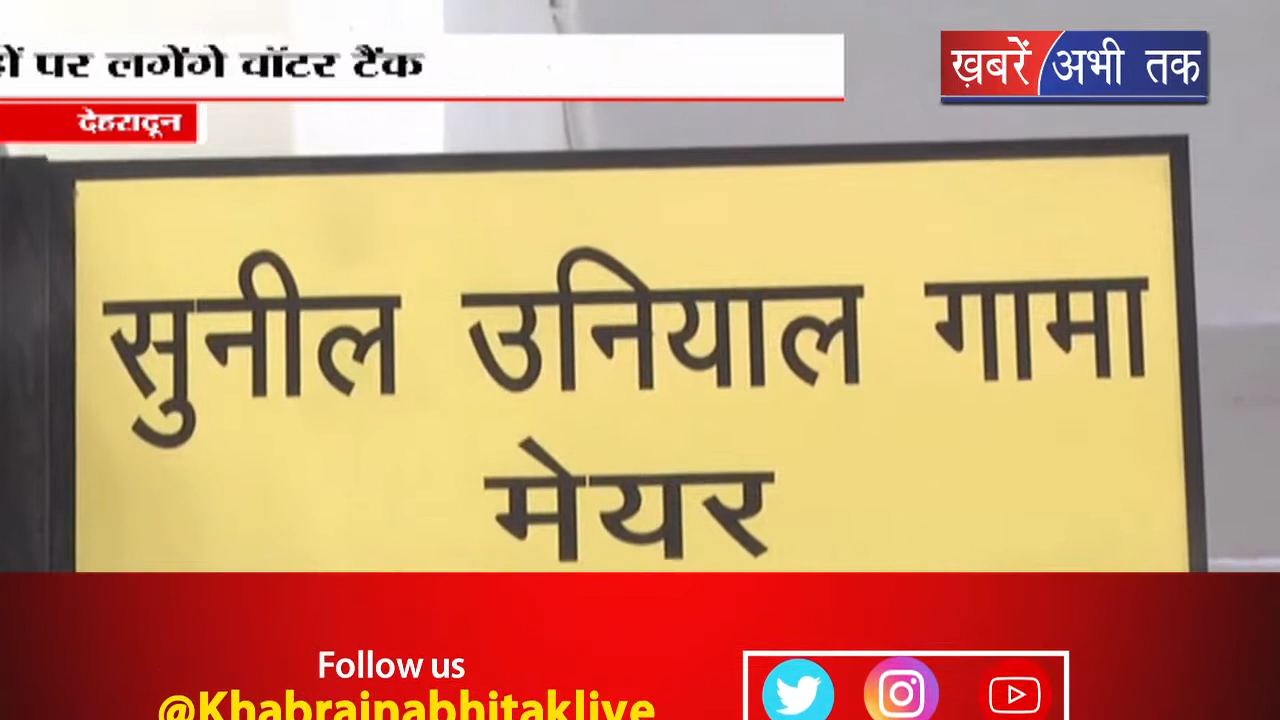 पर लगेंगे वॉटर टैंक
ख़बरें अभी तक
देहरादून
सुनील उनियाल गामा
मेयर
Follow us
@Khabrainabhitaklive